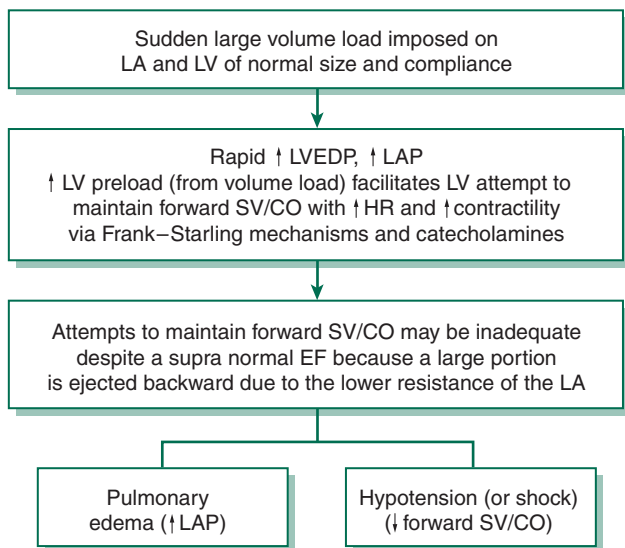 Sudden large volume load imposed on
LA and LV of normal size and compliance
Rapid ↑ LVEDP, ↑ LAP
↑ LV preload (from volume load) facilitates LV attempt to
maintain forward SV/CO with ↑HR and ↑contractility
via Frank–Starling mechanisms and catecholamines
Attempts to maintain forward SV/CO may be inadequate
despite a supra normal EF because a large portion
is ejected backward due to the lower resistance of the LA
Pulmonary
edema (↑LAP)
Hypotension (or shock)
(↓forward SV/CO)